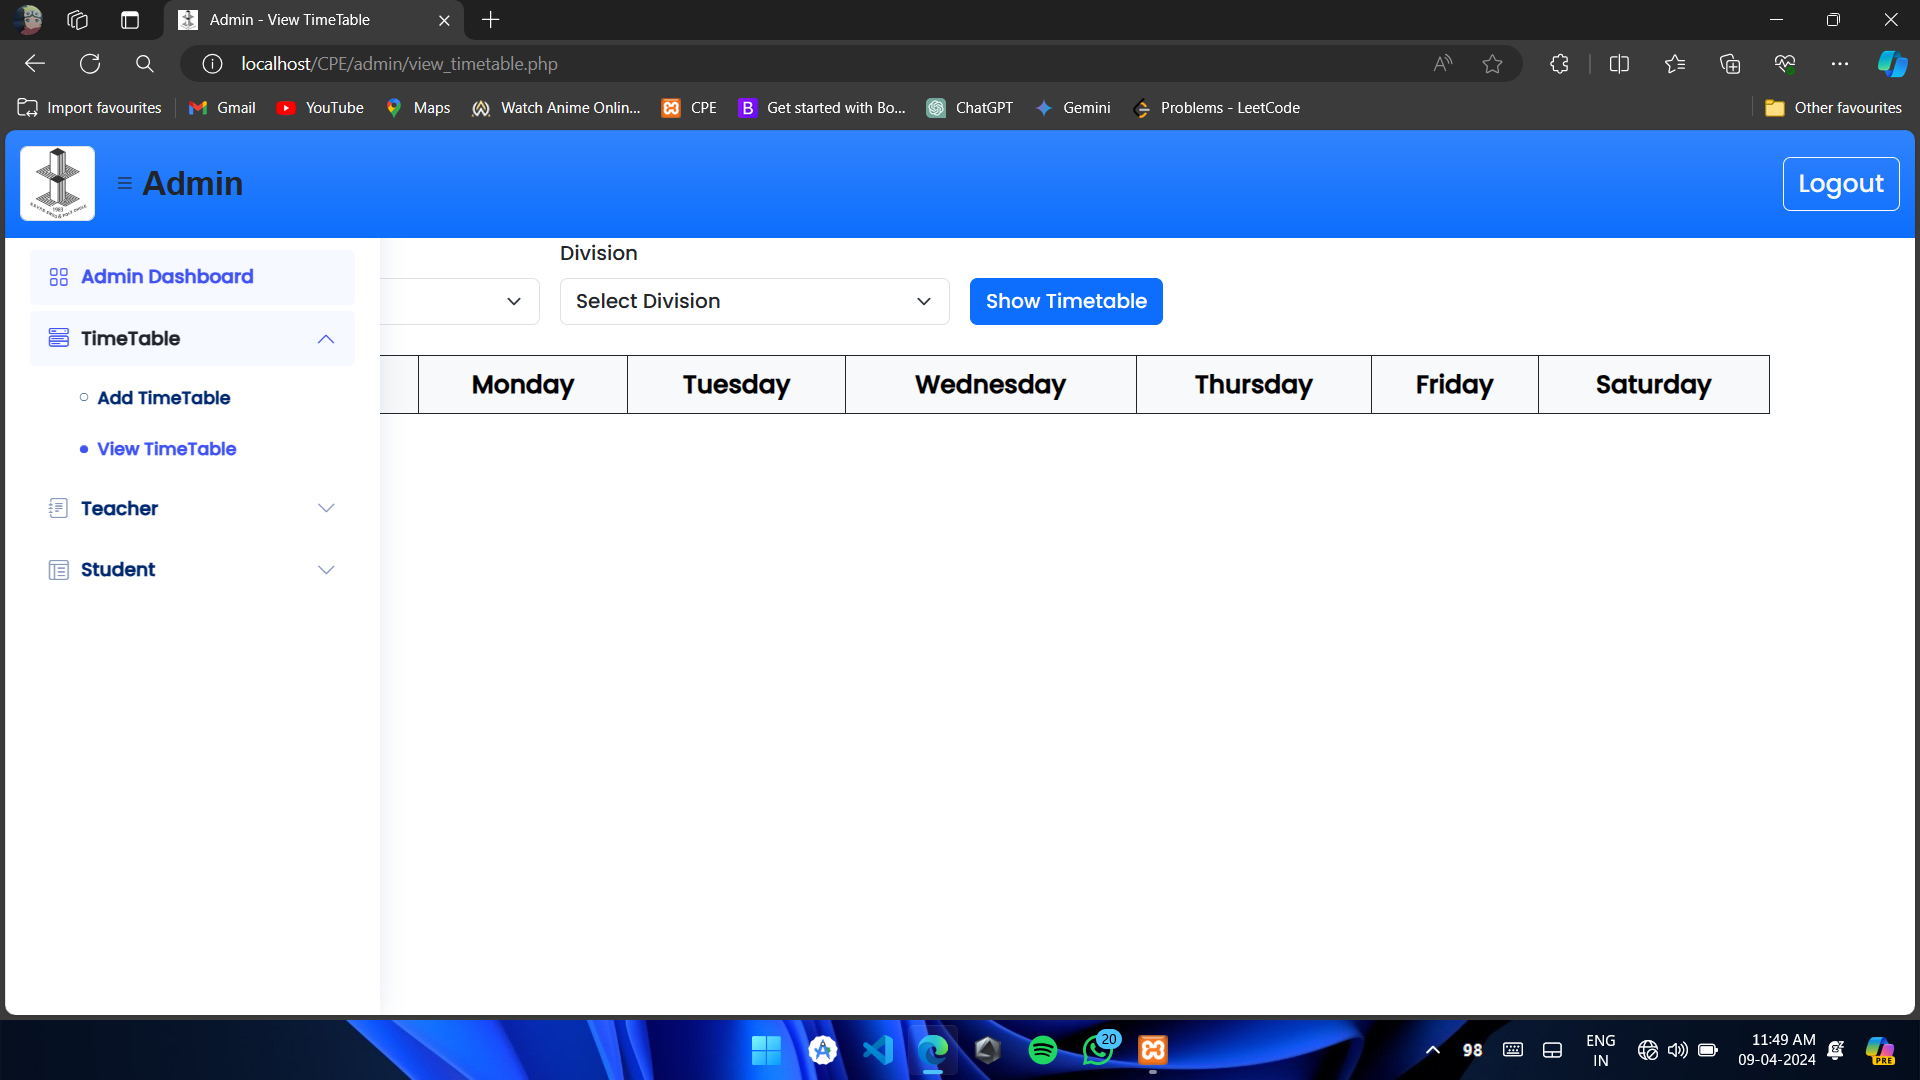 Admin - View TimeTable
localhost/CPE/admin/view_timetable.php
Import favourites Gmail YouTube Maps Watch Anime Onlin... CPE B Get started with Bo... ChatGPT Gemini Problems - LeetCode Other favourites
Admin
Logout
1983
Admin Dashboard
TimeTable
Add TimeTable
View TimeTable
Teacher
Student
Division
Select Division
Show Timetable
Monday Tuesday Wednesday Thursday Friday Saturday
20
98
ENG
IN
11:49 AM
09-04-2024
PRE